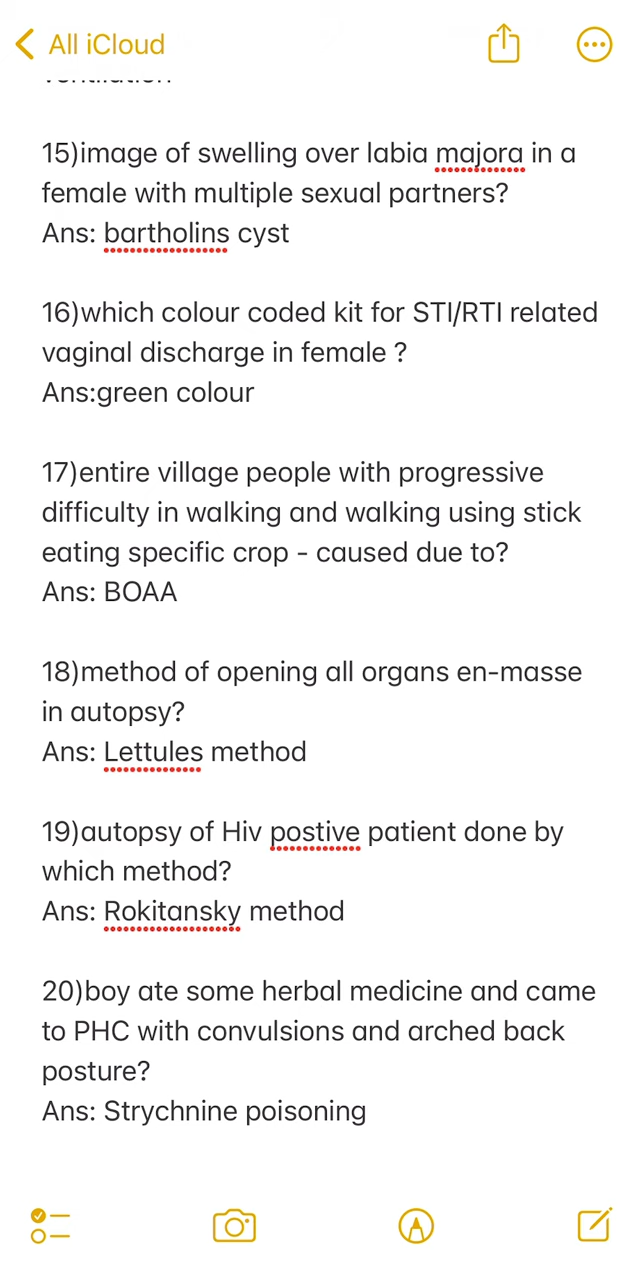 All iCloud
15)image of swelling over labia majora in a
female with multiple sexual partners?
Ans: bartholins cyst
16)which colour coded kit for STI/RTI related
vaginal discharge in female ?
Ans:green colour
17)entire village people with progressive
difficulty in walking and walking using stick
eating specific crop - caused due to?
Ans: BOAA
18)method of opening all organs en-masse
in autopsy?
Ans: Lettules method
19)autopsy of Hiv postive patient done by
which method?
Ans: Rokitansky method
20)boy ate some herbal medicine and came
to PHC with convulsions and arched back
posture?
Ans: Strychnine poisoning